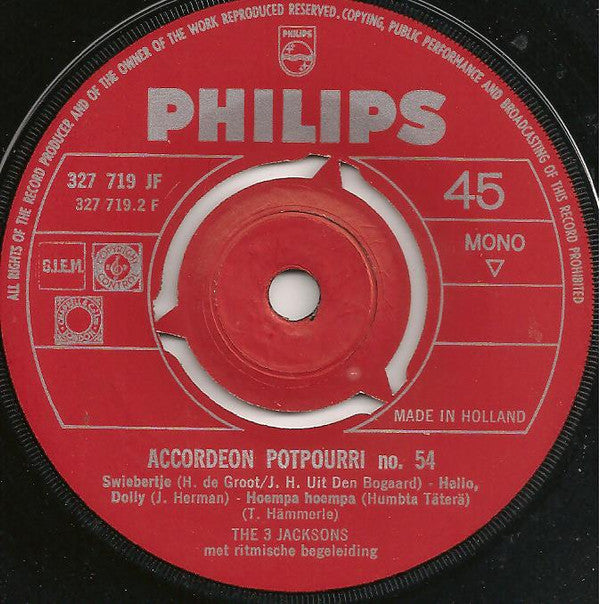 ALL RIGHTS OF THE RECORD PRODUCER AND OF THE OWNER OF THE WORK REPRODUCED RESERVED. COPYING, PUBLIC PERFORMANCE AND BROADCASTING OF THIS RECORD PROHIBITED
PHILIPS
PHILIPS
327 719 JF
327 719.2 F
45
MONO
G.I.E.M.
COPYRIGHT
CONTROL
MADE IN HOLLAND
ACCORDEON POTPOURRI no. 54
Swiebertje (H. de Groot/J. H. Uit Den Bogaard) - Hallo,
Dolly (J. Herman) - Hoempa hoempa (Humbta Täterä)
(T. Hämmerle)
THE 3 JACKSONS
met ritmische begeleiding